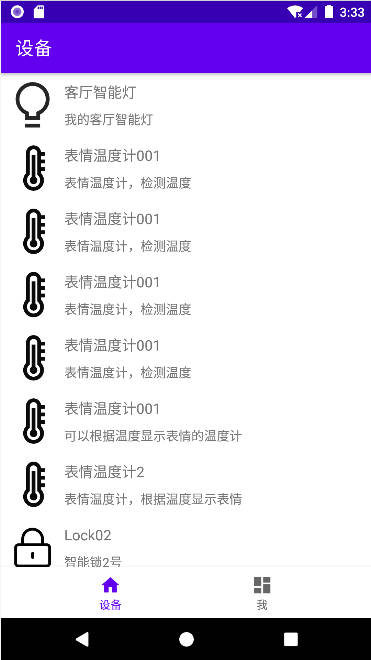 3:33
设备
客厅智能灯
我的客厅智能灯
表情温度计001
表情温度计，检测温度
表情温度计001
表情温度计，检测温度
表情温度计001
表情温度计，检测温度
表情温度计001
表情温度计，检测温度
表情温度计001
可以根据温度显示表情的温度计
表情温度计2
表情温度计，根据温度显示表情
Lock02
智能锁2号
设备
我